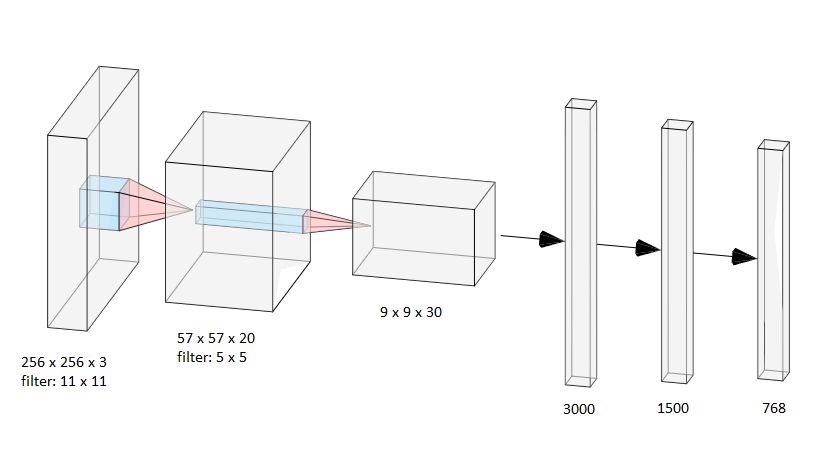 256 x 256 x 3
filter: 11 x 11
57 x 57 x 20
filter: 5 x 5
9 x 9 x 30
3000
1500
768